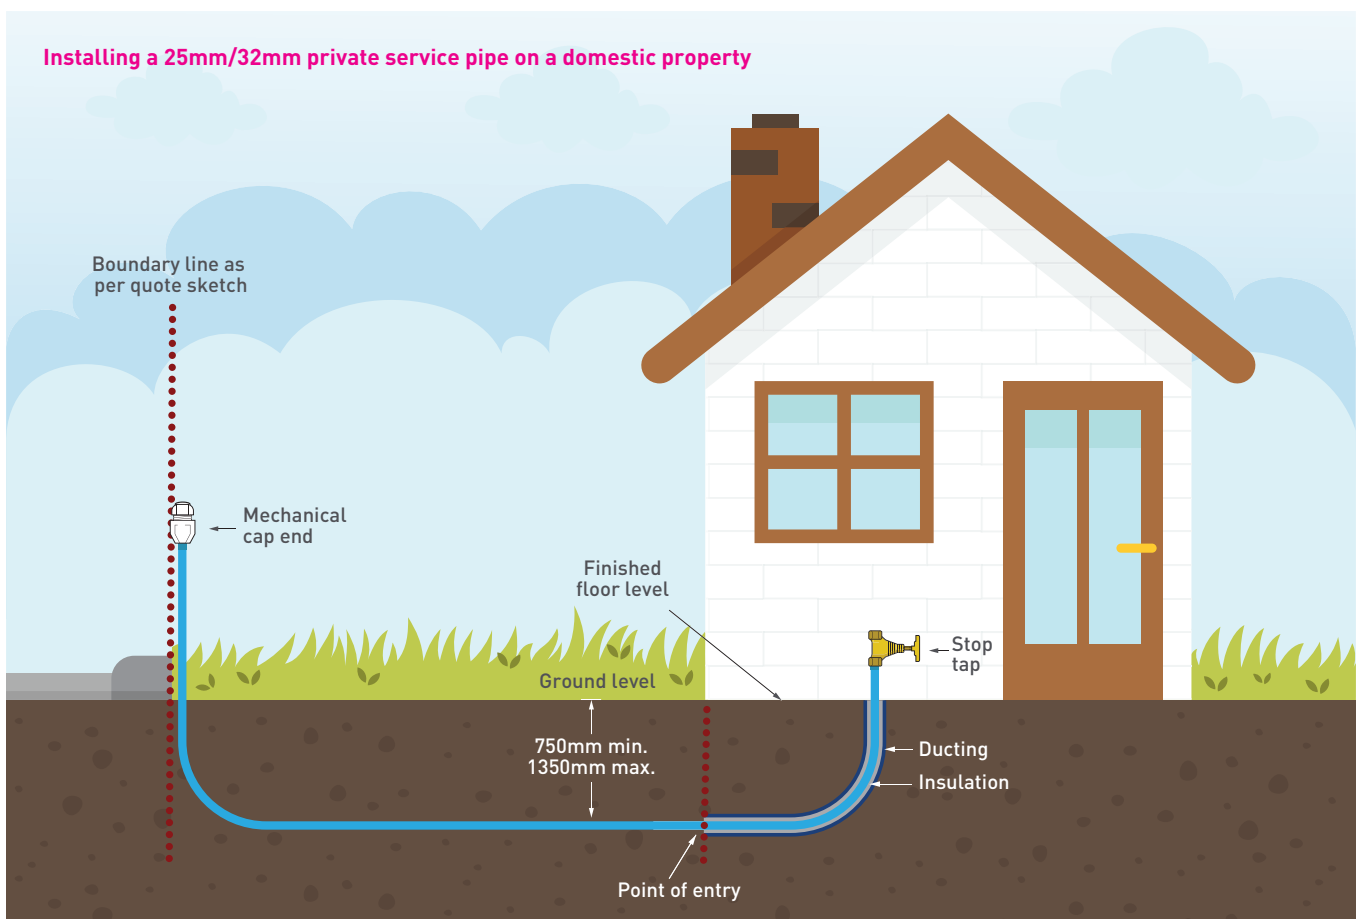 Installing a 25mm/32mm private service pipe on a domestic property
Boundary line as
per quote sketch
Mechanical
cap end
Finished
floor level
Stop
tap
Ground level
750mm min.
1350mm max.
Ducting
Insulation
Point of entry